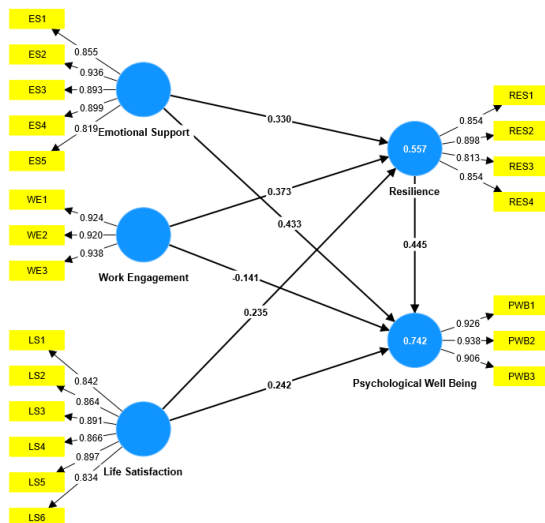 ES1
ES2
ES3
ES4
ES5
0.855
0.936
0.893
0.899
0.819
Emotional Support
WE1
WE2
WE3
0.924
0.920
0.938
Work Engagement
LS1
LS2
LS3
LS4
LS5
LS6
0.842
0.864
0.891
0.866
0.897
0.834
Life Satisfaction
0.330
0.373
0.433
-0.141
0.235
0.242
0.445
0.557
Resilience
RES1
RES2
RES3
RES4
0.854
0.898
0.813
0.854
0.742
Psychological Well Being
PWB1
PWB2
PWB3
0.926
0.938
0.906